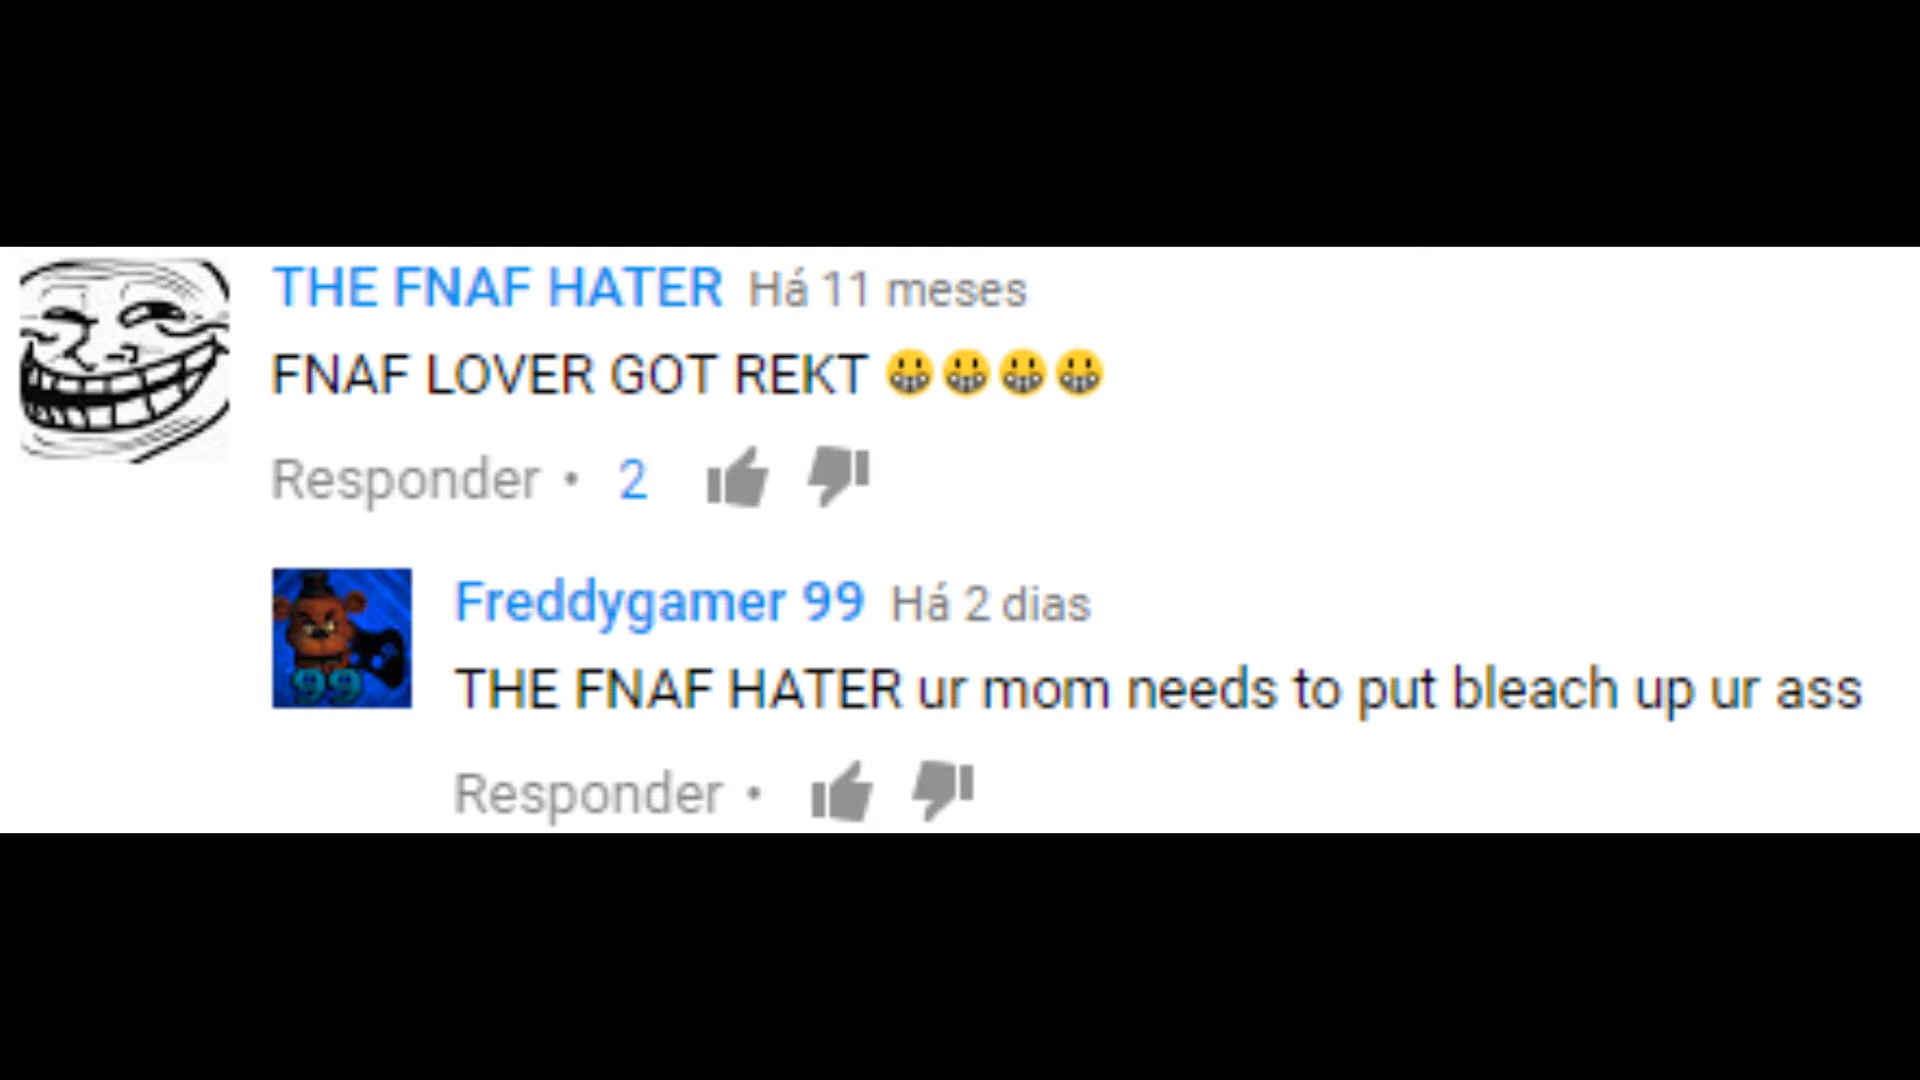 THE FNAF HATER Há 11 meses
FNAF LOVER GOT REKT 😀😀😀😀
Responder • 2
Freddygamer 99 Há 2 dias
99
THE FNAF HATER ur mom needs to put bleach up ur ass
Responder •